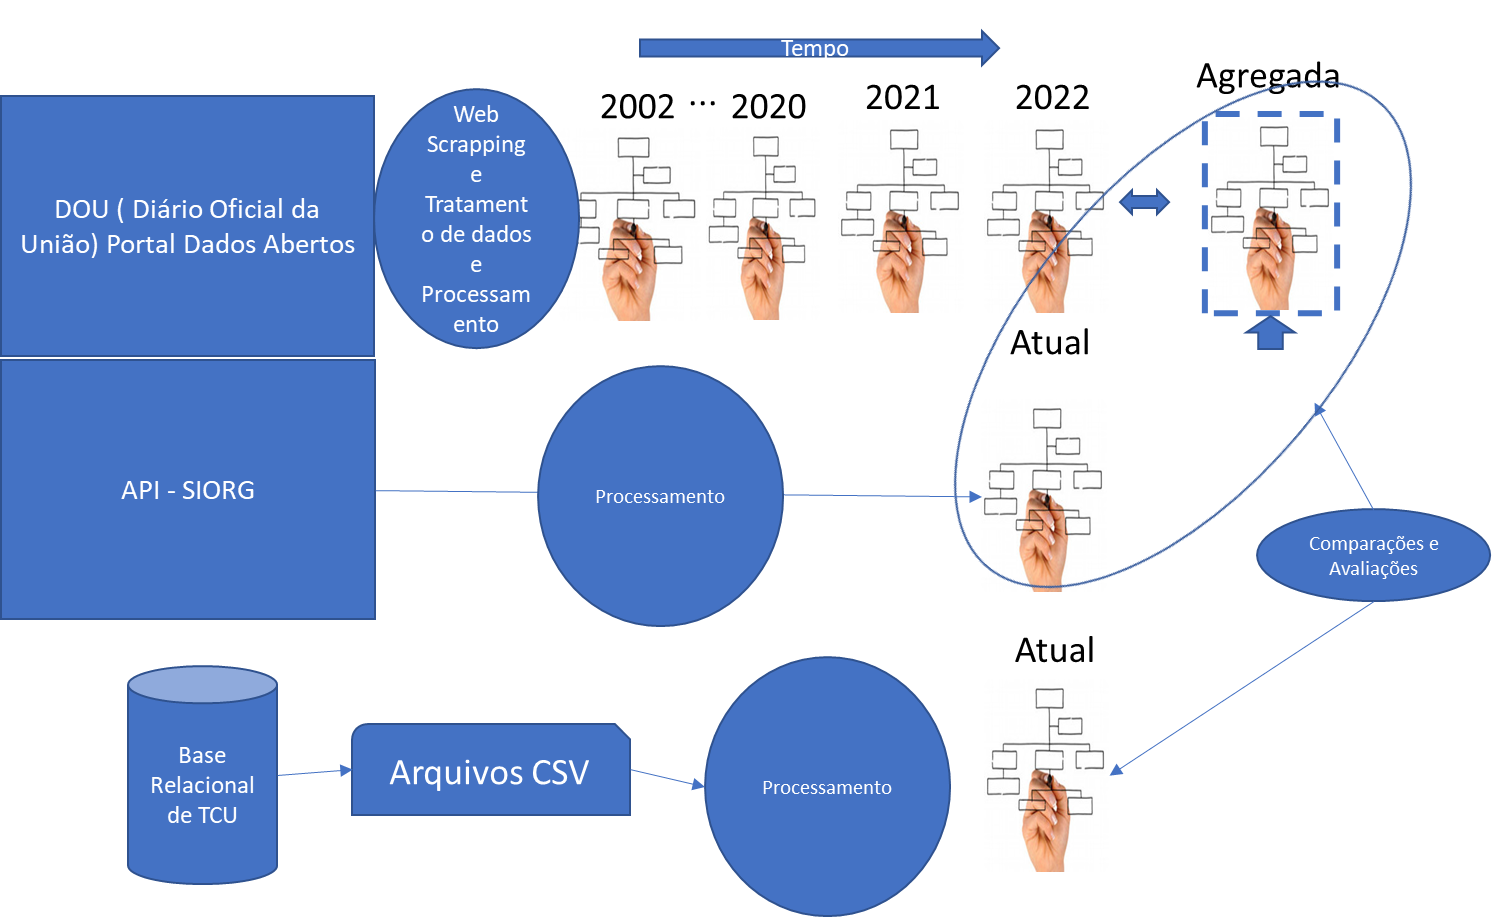 Tempo
Agregada
2002 ... 2020
2021
2022
DOU ( Diário Oficial da
União) Portal Dados Abertos
Web
Scrapping
e
Tratament
o de dados
e
Processam
ento
Atual
API - SIORG
Processamento
Comparações e
Avaliações
Atual
Base
Relacional
de TCU
Arquivos CSV
Processamento